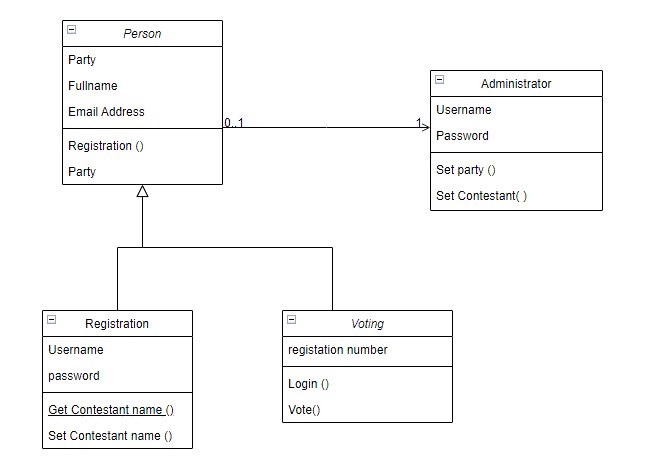 Person
Party
Fullname
Email Address
Registration ()
Party
0..1
1
Administrator
Username
Password
Set party ()
Set Contestant( )
Registration
Username
password
Get Contestant name ()
Set Contestant name ()
Voting
registation number
Login ()
Vote()